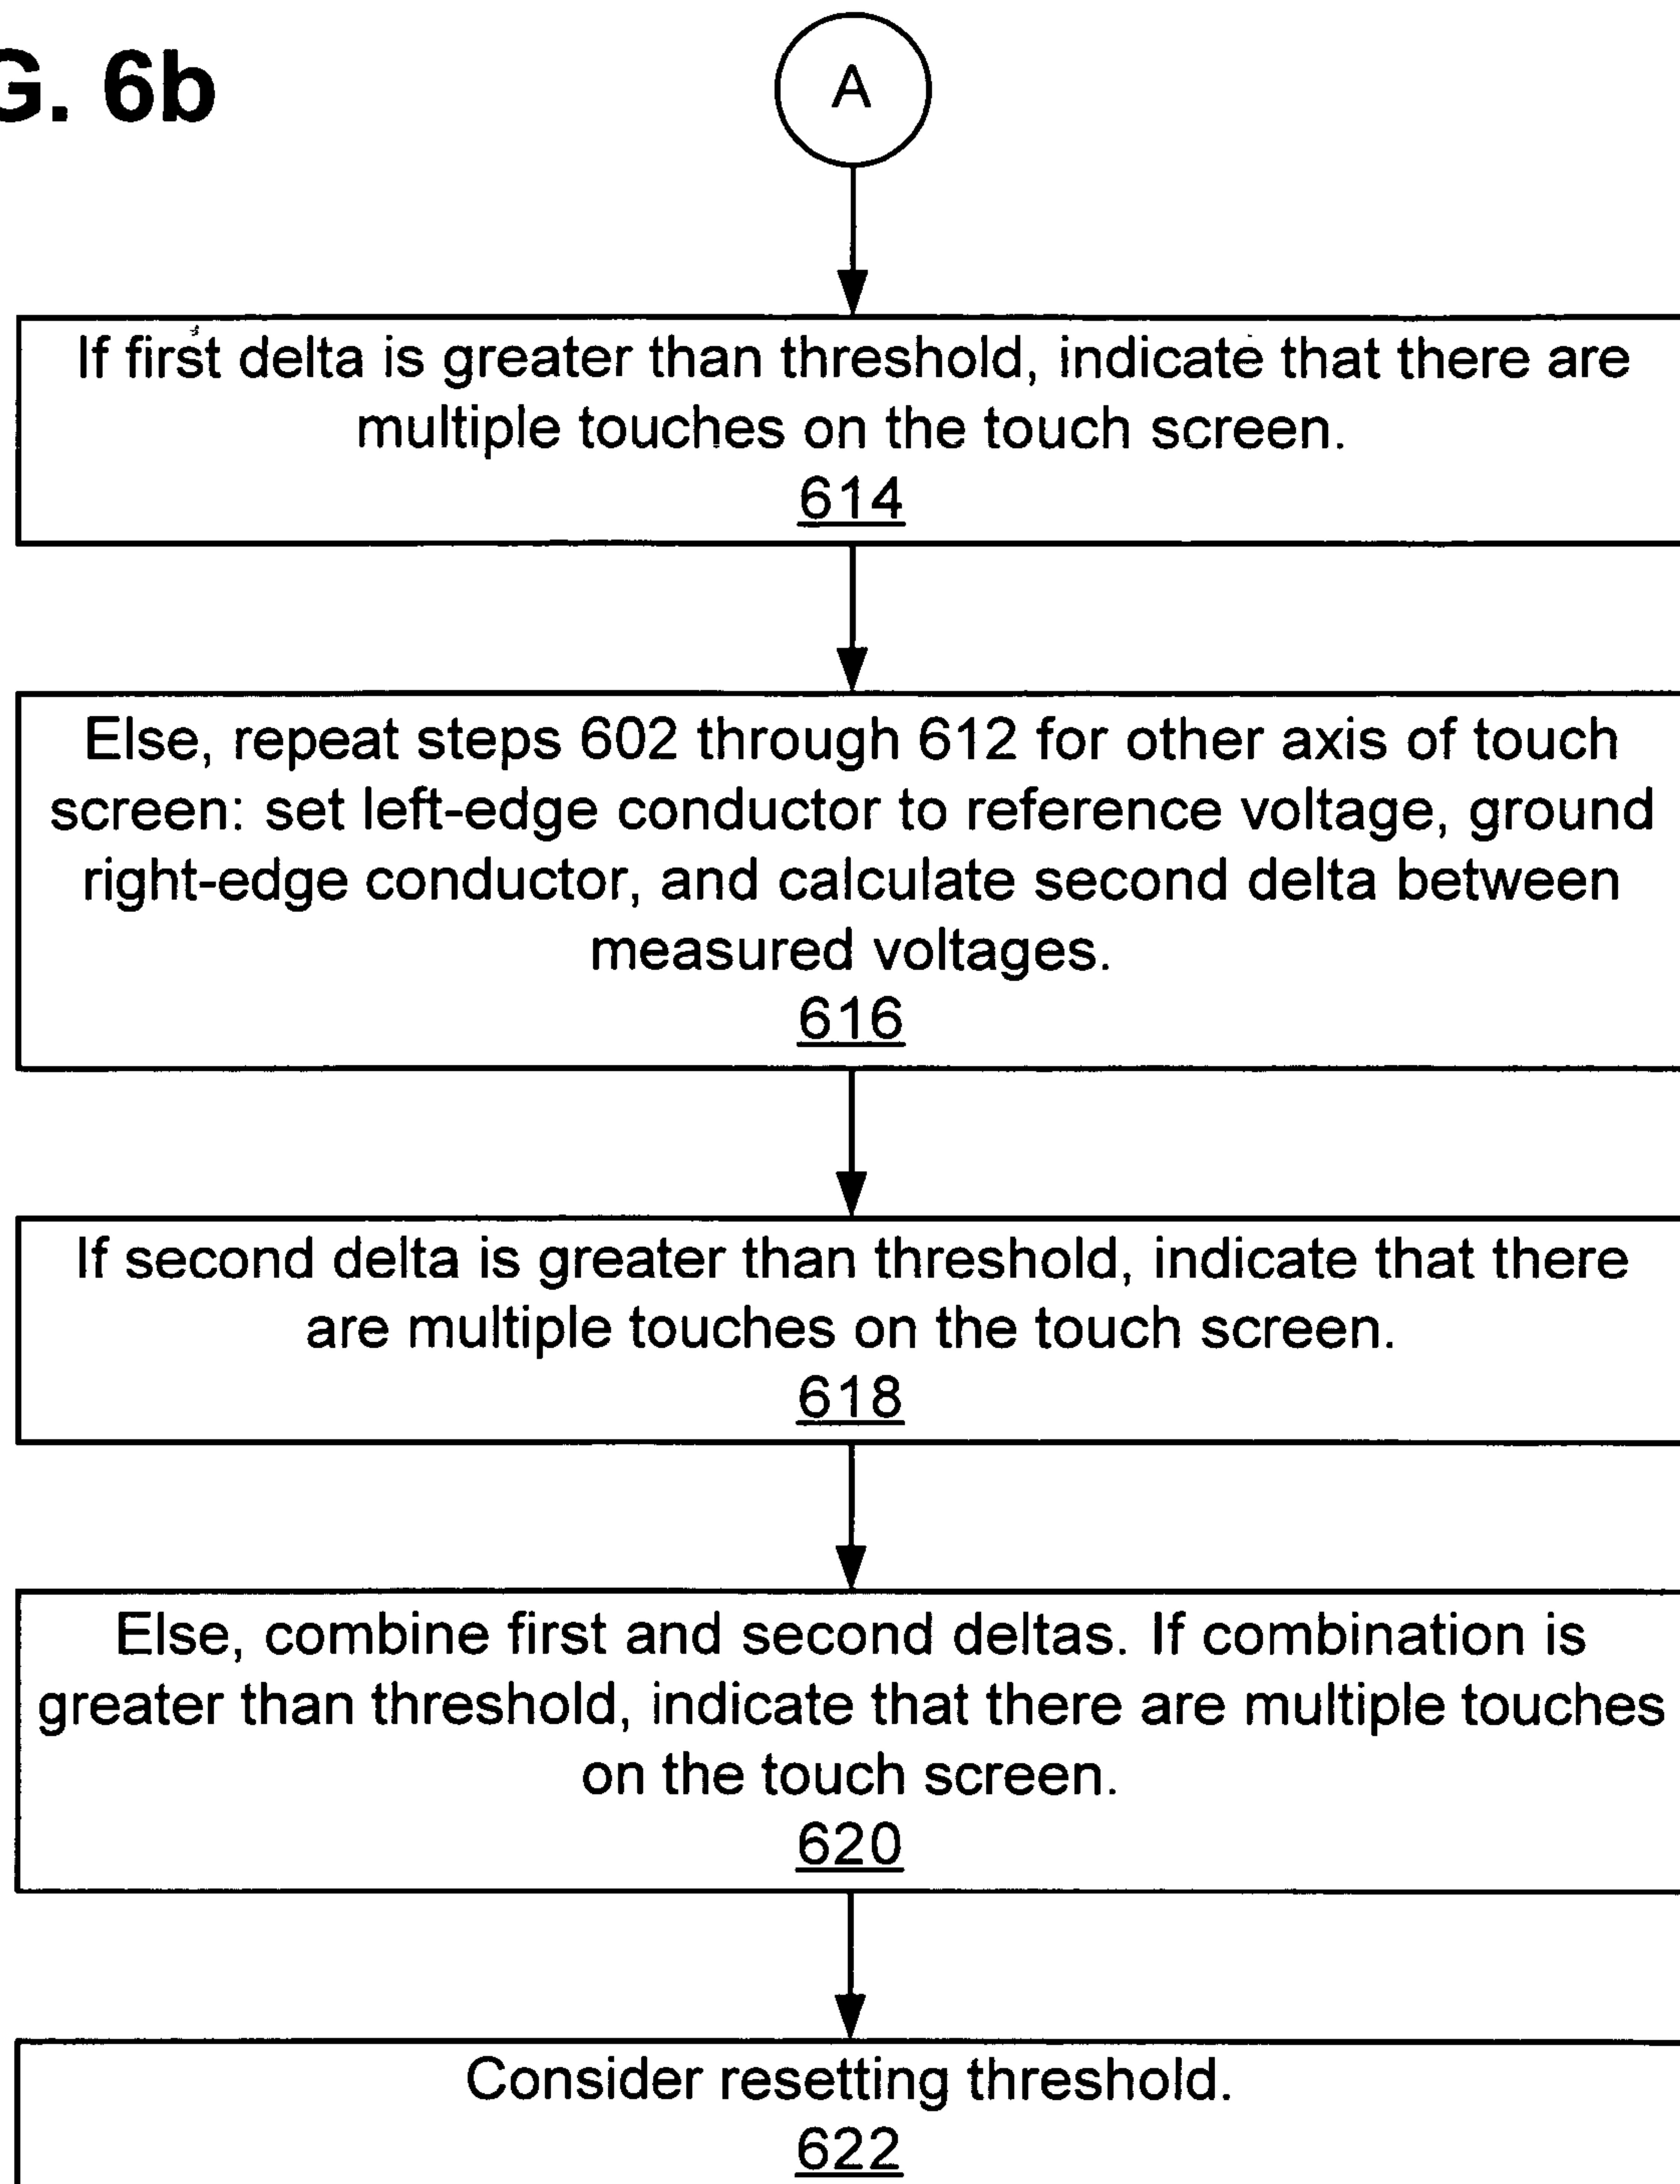 G. 6b
A
If first delta is greater than threshold, indicate that there are
multiple touches on the touch screen.
614
Else, repeat steps 602 through 612 for other axis of touch
screen: set left-edge conductor to reference voltage, ground
right-edge conductor, and calculate second delta between
measured voltages.
616
If second delta is greater than threshold, indicate that there
are multiple touches on the touch screen.
618
Else, combine first and second deltas. If combination is
greater than threshold, indicate that there are multiple touches
on the touch screen.
620
Consider resetting threshold.
622